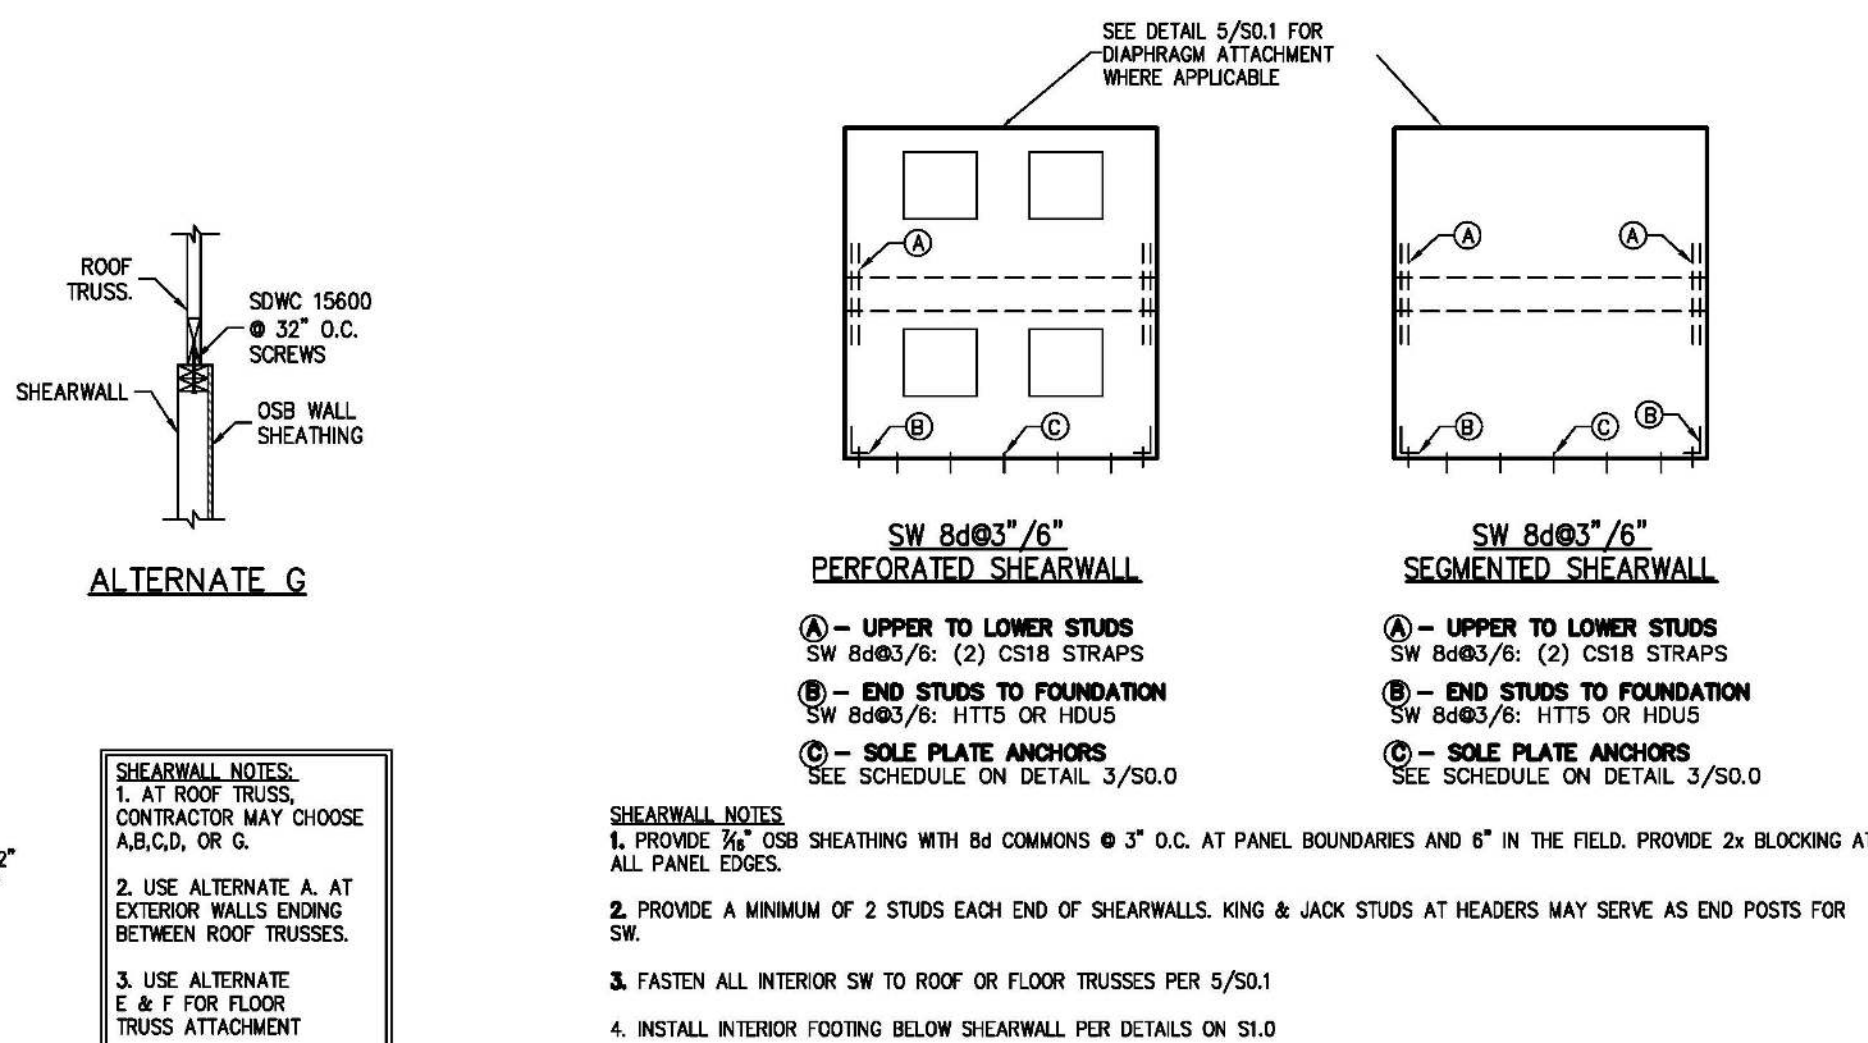 SEE DETAIL 5/S0.1 FOR
DIAPHRAGM ATTACHMENT
WHERE APPLICABLE
ROOF
TRUSS.
SDWC 15600
@ 32" O.C.
SCREWS
SHEARWALL
OSB WALL
SHEATHING
ALTERNATE G
A
B
C
A
A
B
C
B
SW 8d@3"/6"
PERFORATED SHEARWALL
Ⓐ – UPPER TO LOWER STUDS
SW 8d@3/6: (2) CS18 STRAPS
Ⓑ – END STUDS TO FOUNDATION
SW 8d@3/6: HTT5 OR HDU5
Ⓒ – SOLE PLATE ANCHORS
SEE SCHEDULE ON DETAIL 3/S0.0
SW 8d@3"/6"
SEGMENTED SHEARWALL
Ⓐ – UPPER TO LOWER STUDS
SW 8d@3/6: (2) CS18 STRAPS
Ⓑ – END STUDS TO FOUNDATION
SW 8d@3/6: HTT5 OR HDU5
Ⓒ – SOLE PLATE ANCHORS
SEE SCHEDULE ON DETAIL 3/S0.0
2"
SHEARWALL NOTES:
1. AT ROOF TRUSS,
CONTRACTOR MAY CHOOSE
A,B,C,D, OR G.
2. USE ALTERNATE A. AT
EXTERIOR WALLS ENDING
BETWEEN ROOF TRUSSES.
3. USE ALTERNATE
E & F FOR FLOOR
TRUSS ATTACHMENT
SHEARWALL NOTES
1. PROVIDE 7/16" OSB SHEATHING WITH 8d COMMONS @ 3" O.C. AT PANEL BOUNDARIES AND 6" IN THE FIELD. PROVIDE 2x BLOCKING AT
ALL PANEL EDGES.
2. PROVIDE A MINIMUM OF 2 STUDS EACH END OF SHEARWALLS. KING & JACK STUDS AT HEADERS MAY SERVE AS END POSTS FOR
SW.
3. FASTEN ALL INTERIOR SW TO ROOF OR FLOOR TRUSSES PER 5/S0.1
4. INSTALL INTERIOR FOOTING BELOW SHEARWALL PER DETAILS ON S1.0